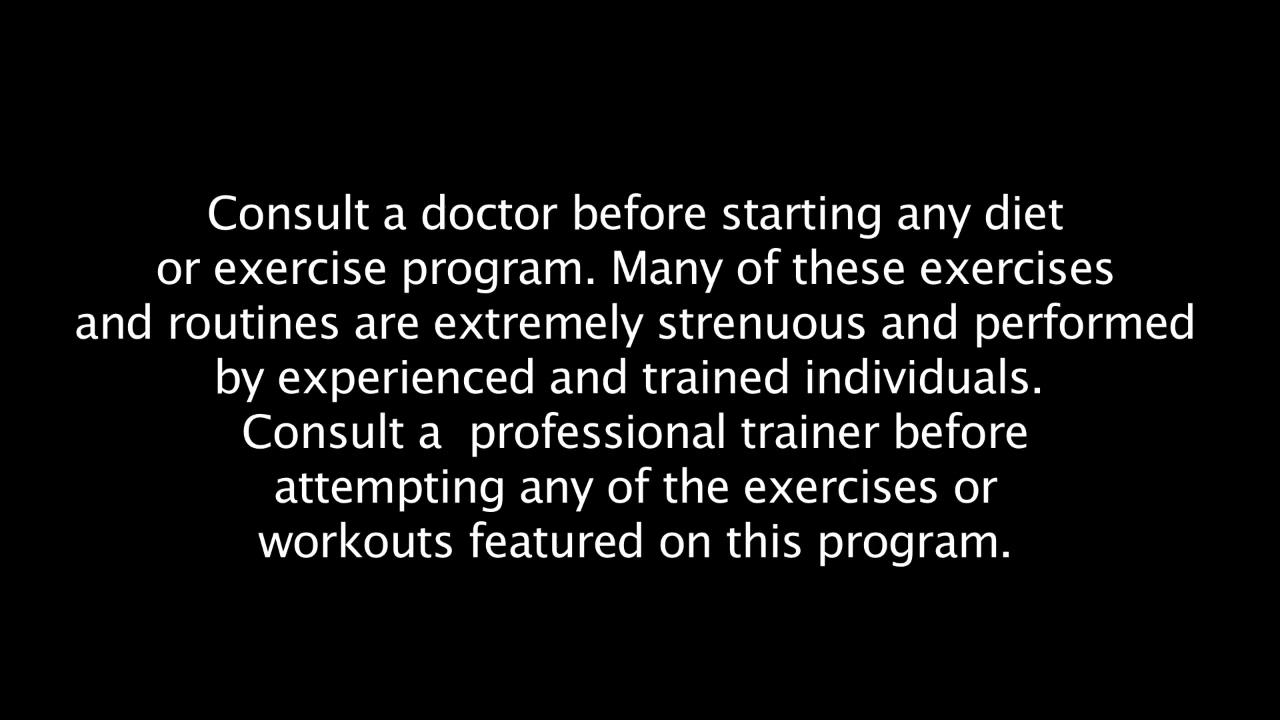 Consult a doctor before starting any diet
or exercise program. Many of these exercises
and routines are extremely strenuous and performed
by experienced and trained individuals.
Consult a  professional trainer before
attempting any of the exercises or
workouts featured on this program.